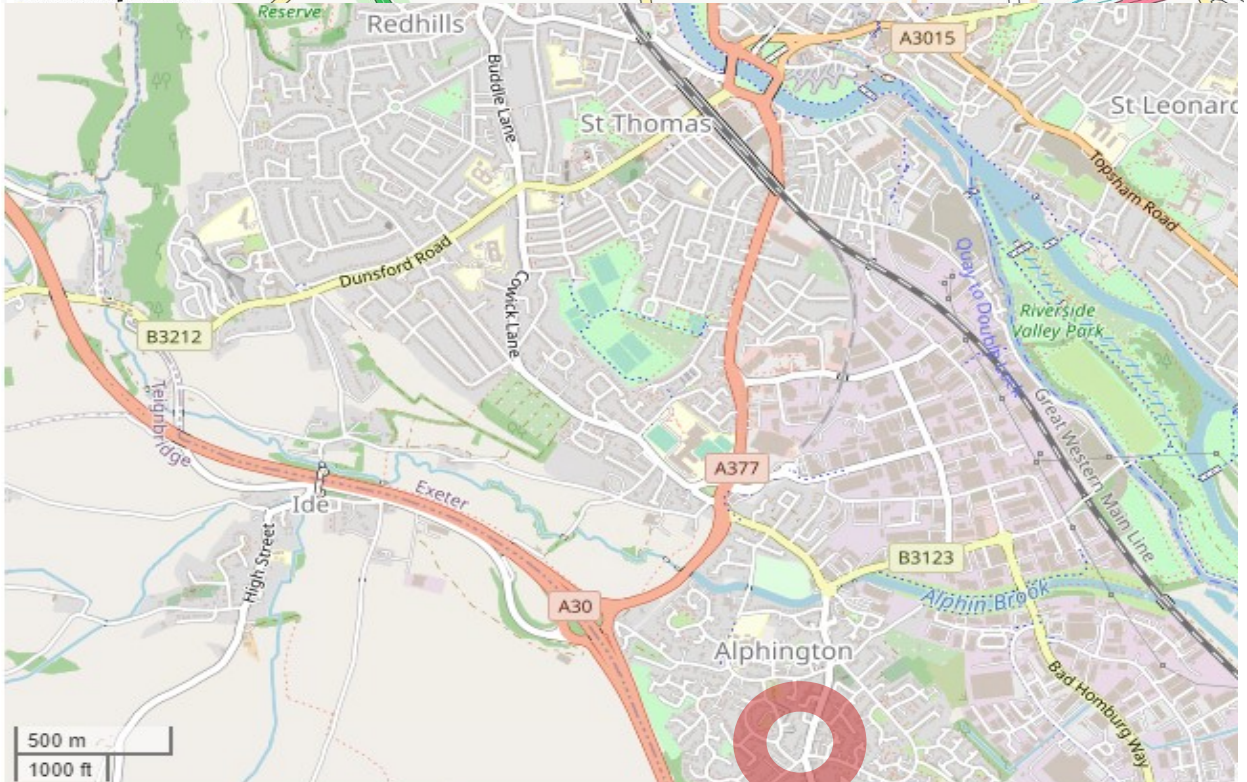 Reserve
Redhills
A3015
Buddle Lane
St Thomas
St Leonard
Topsham Road
Dunsford Road
Cowick Lane
Quay to Double Lock
Riverside
Valley Park
B3212
Teignbridge
Great Western Main Line
A377
Exeter
Ide
High Street
B3123
A30
Alphin Brook
Alphington
Bad Homburg Way
500 m
1000 ft